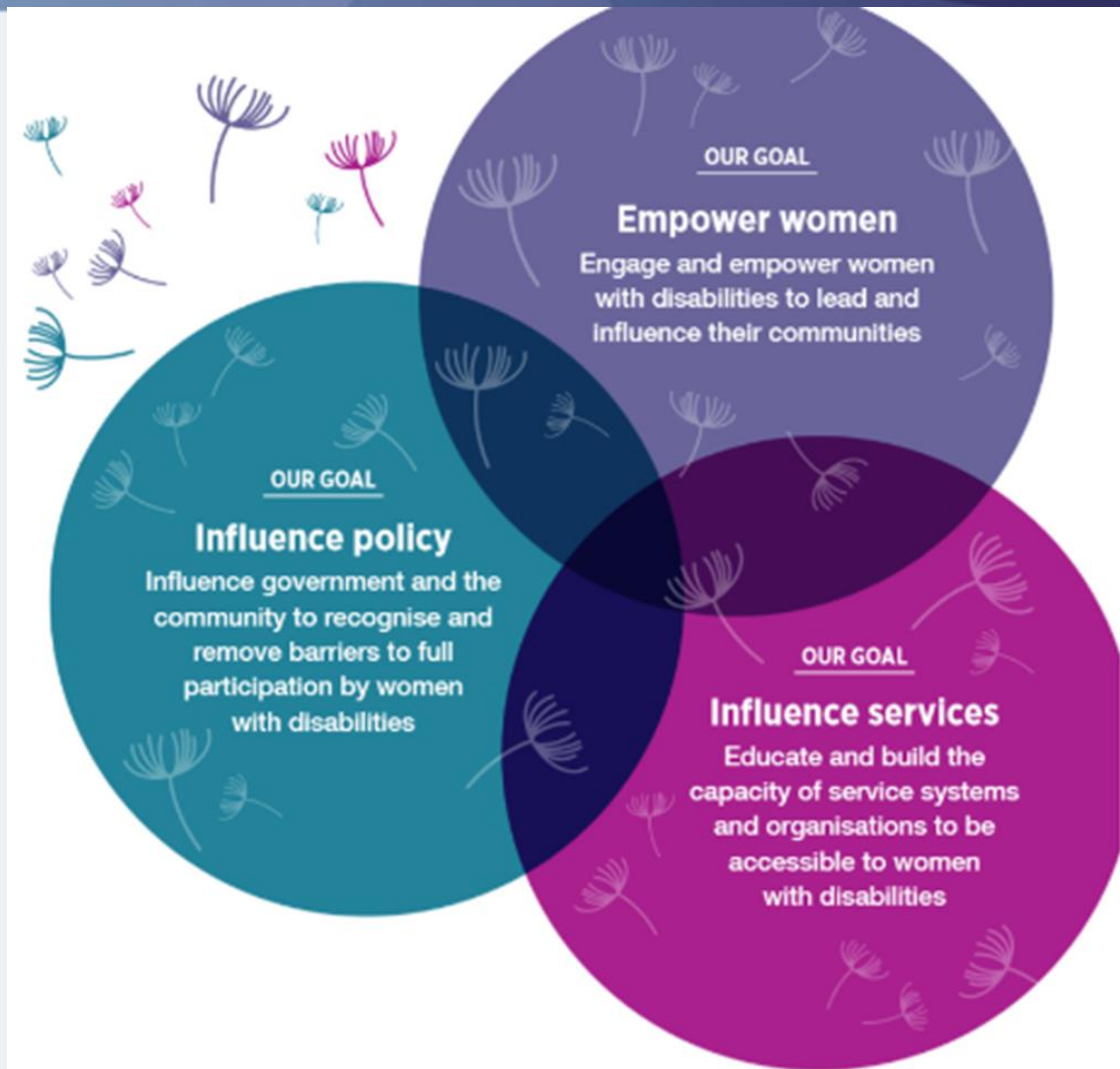 OUR GOAL
Empower women
Engage and empower women
with disabilities to lead and
influence their communities
OUR GOAL
Influence policy
Influence government and the
community to recognise and
remove barriers to full
participation by women
with disabilities
OUR GOAL
Influence services
Educate and build the
capacity of service systems
and organisations to be
accessible to women
with disabilities